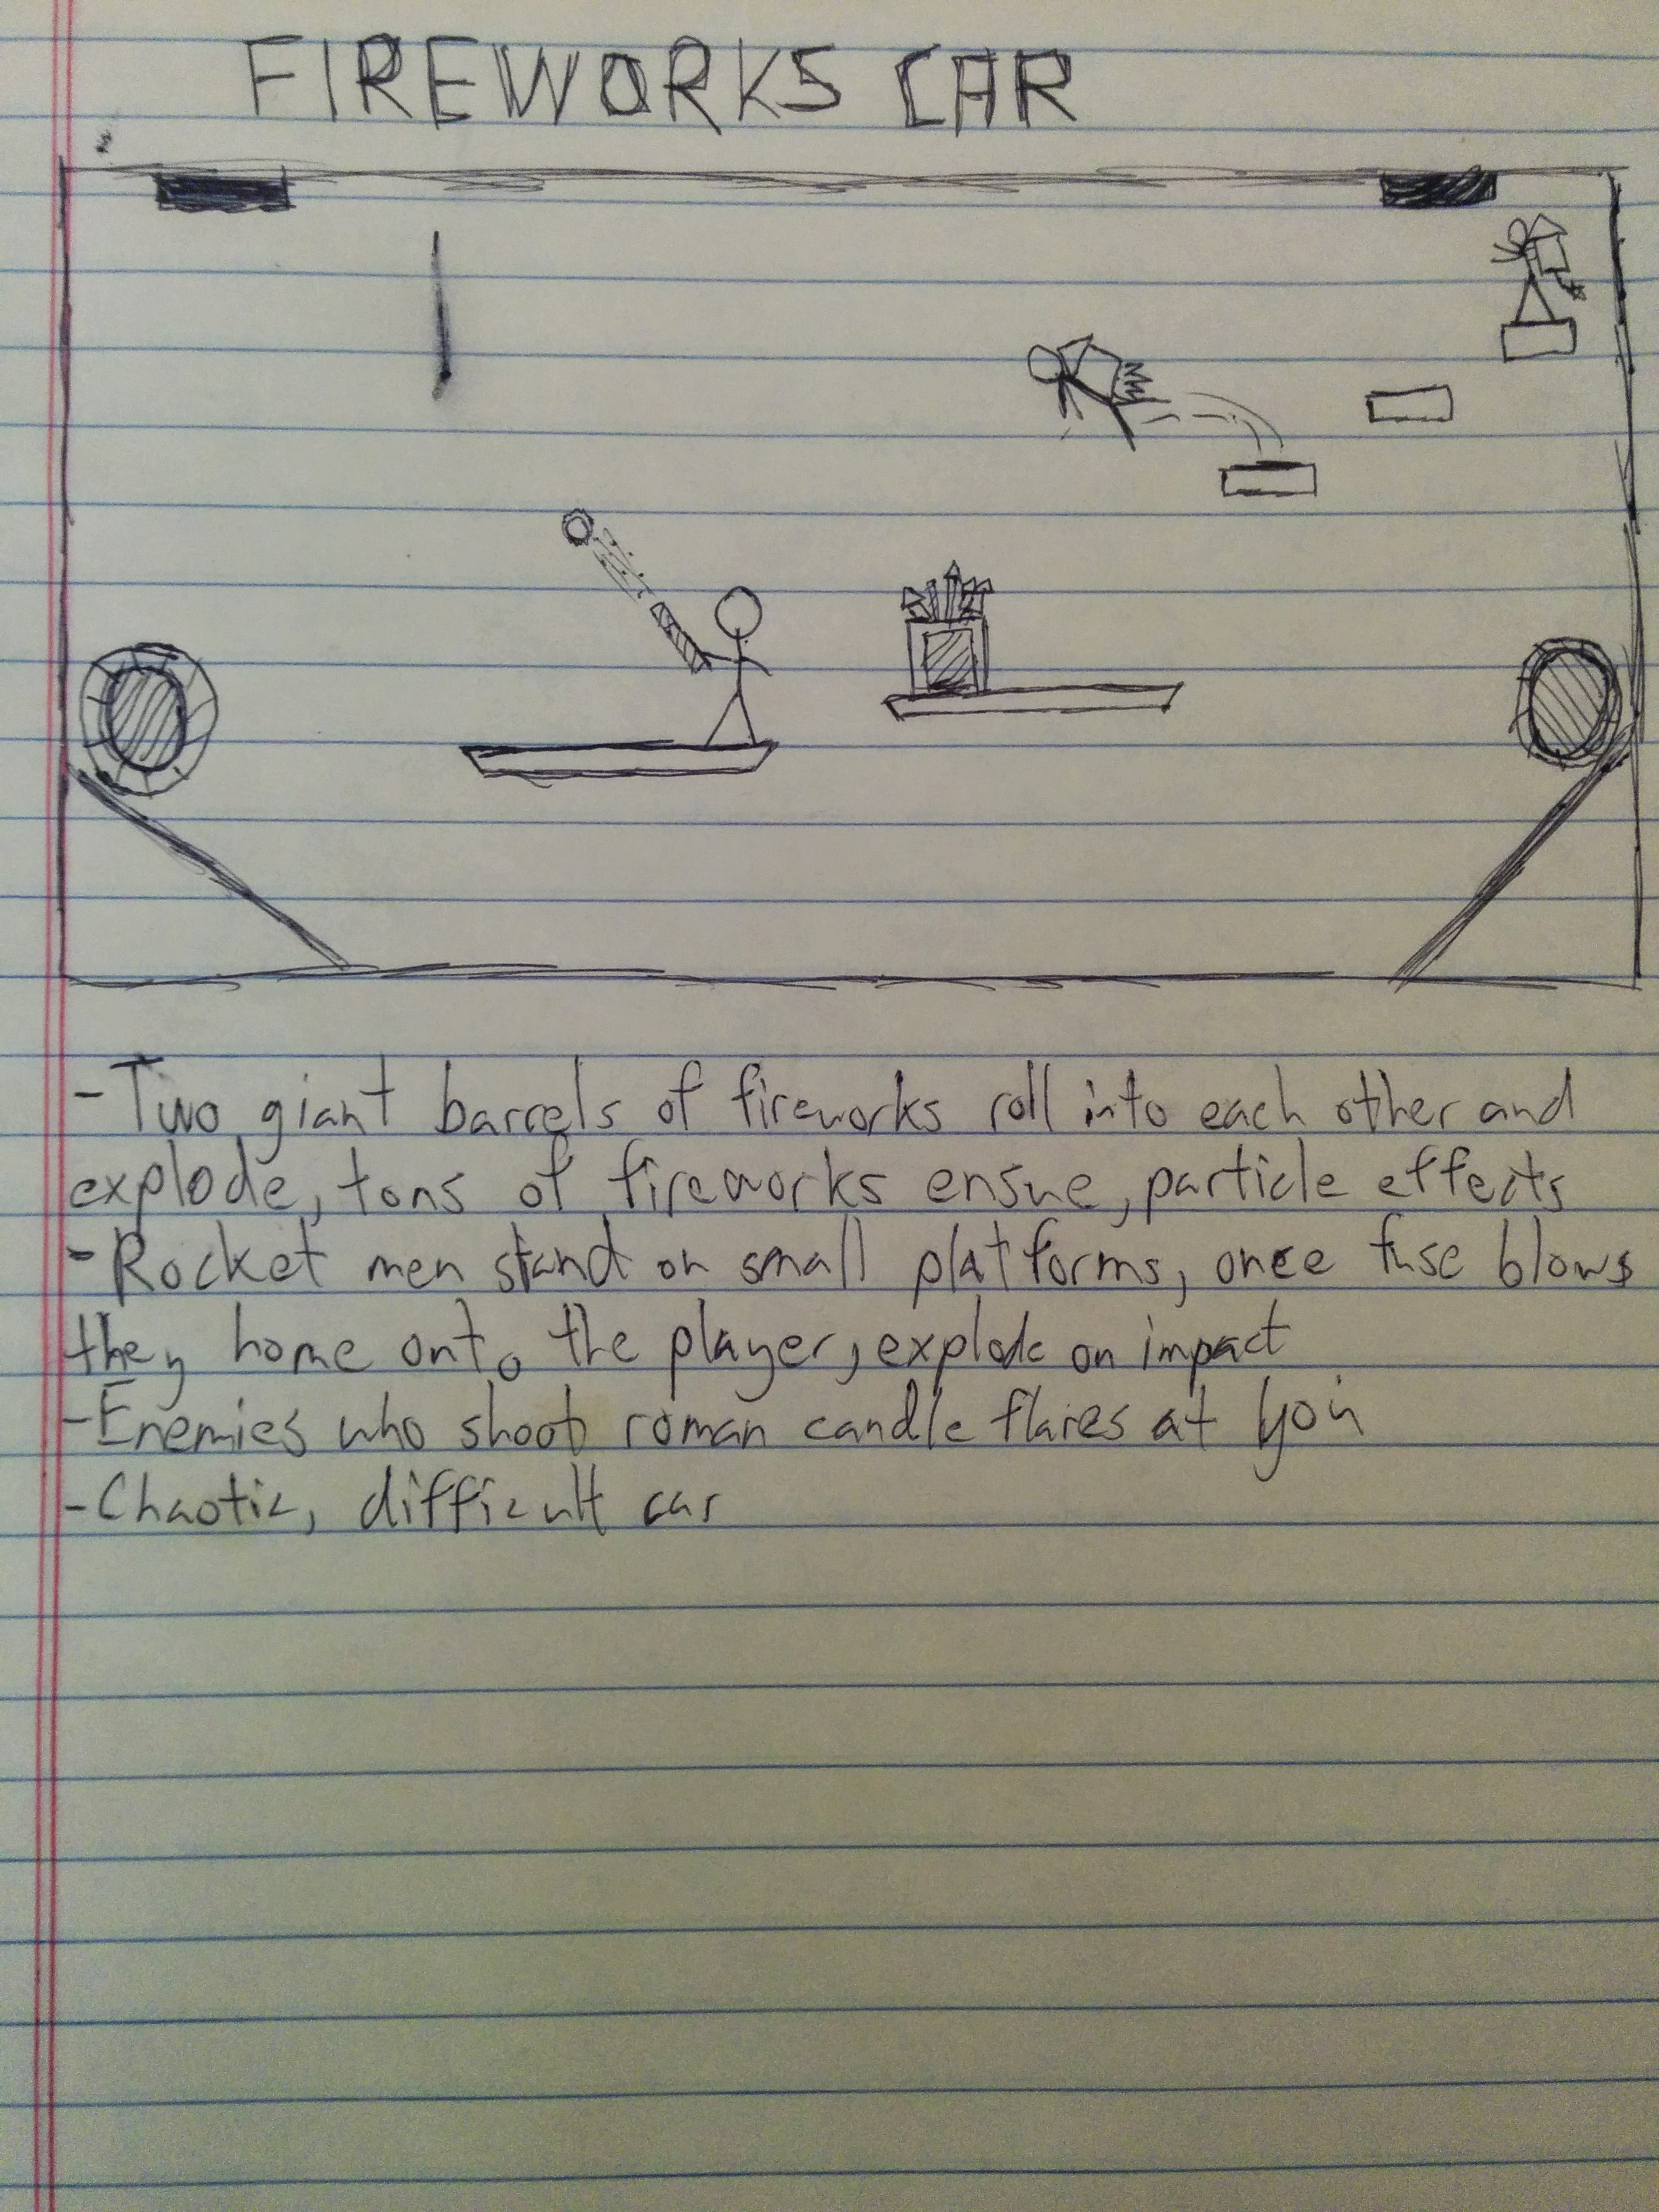 FIREWORKS CAR
- Two giant barrels of fireworks roll into each other and
explode, tons of fireworks ensue, particle effects
- Rocket men stand on small platforms, once fuse blows
they home onto the player, explode on impact
- Enemies who shoot roman candle flares at you
- Chaotic, difficult car